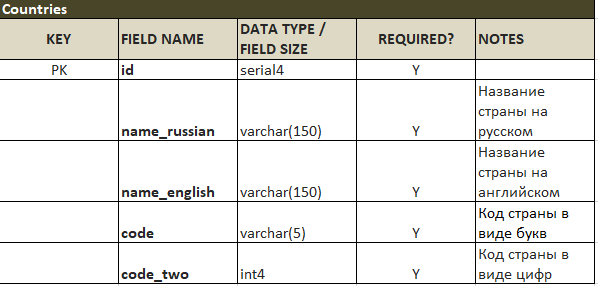 Countries
KEY FIELD NAME DATA TYPE / FIELD SIZE REQUIRED? NOTES
PK id serial4 Y
name_russian varchar(150) Y Название страны на русском
name_english varchar(150) Y Название страны на английском
code varchar(5) Y Код страны в виде букв
code_two int4 Y Код страны в виде цифр